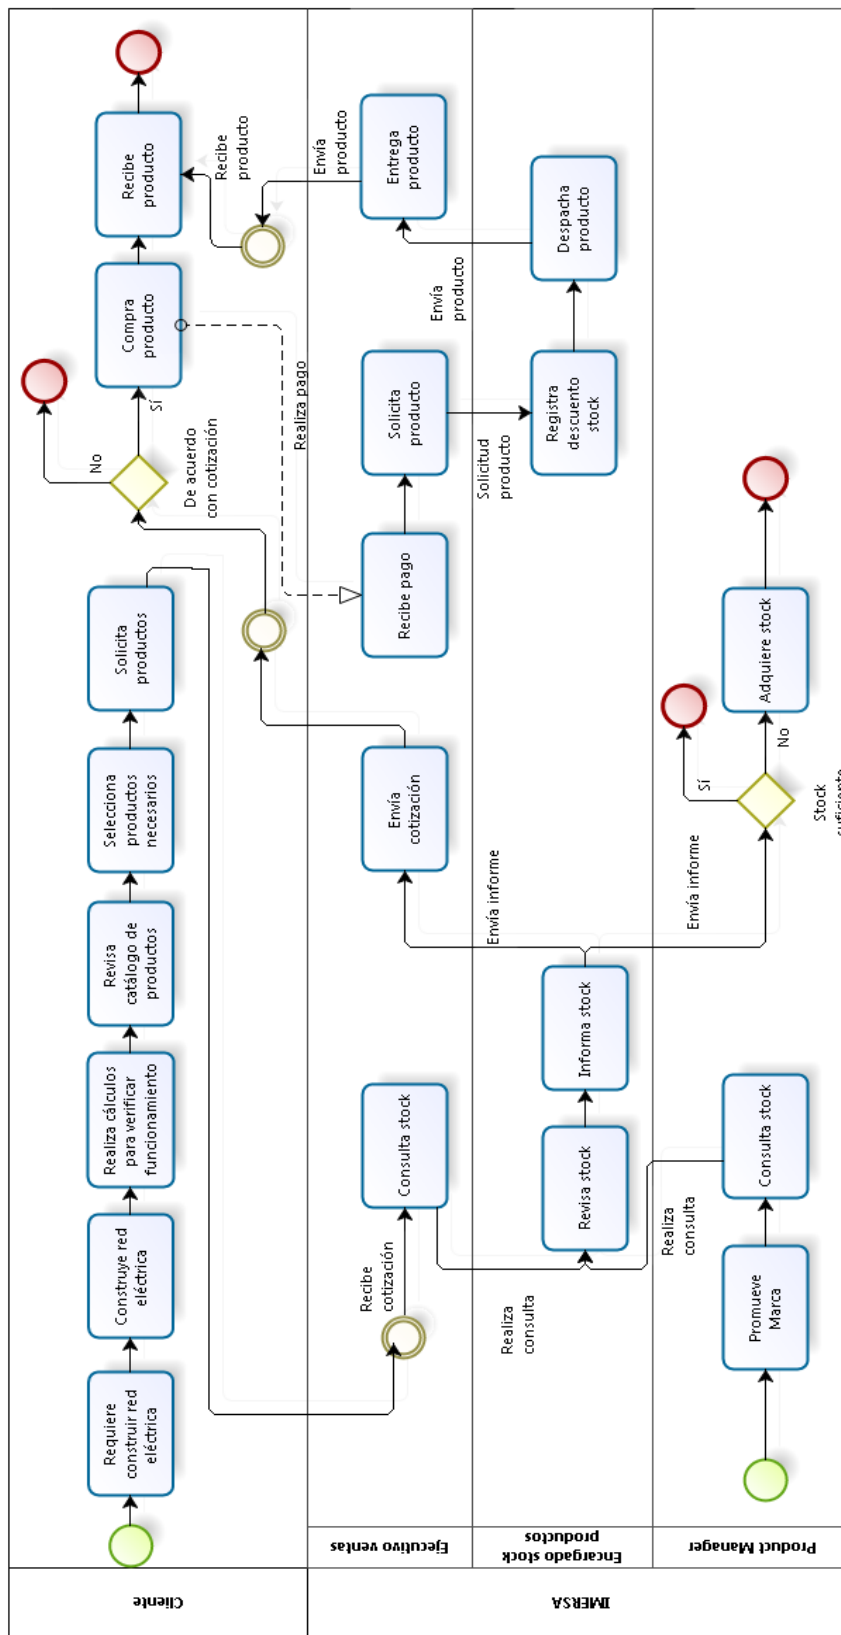 Cliente
Requiere
construir red
eléctrica
Construye red
eléctrica
Realiza cálculos
para verificar
funcionamiento
Revisa
catálogo de
productos
Selecciona
productos
necesarios
Solicita
productos
De acuerdo
con cotización
No
Sí
Compra
producto
Recibe
producto
Recibe
producto
Realiza pago
IMERSA
Ejecutivo ventas
Recibe
cotización
Consulta stock
Envía
cotización
Recibe pago
Solicita
producto
Entrega
producto
Envía
producto
Encargado stock
productos
Realiza
consulta
Revisa stock
Informa stock
Envía informe
Solicitud
producto
Registra
descuento
stock
Despacha
producto
Envía
producto
Product Manager
Promueve
Marca
Consulta stock
Realiza
consulta
Envía informe
Stock
suficiente
Sí
No
Adquiere stock